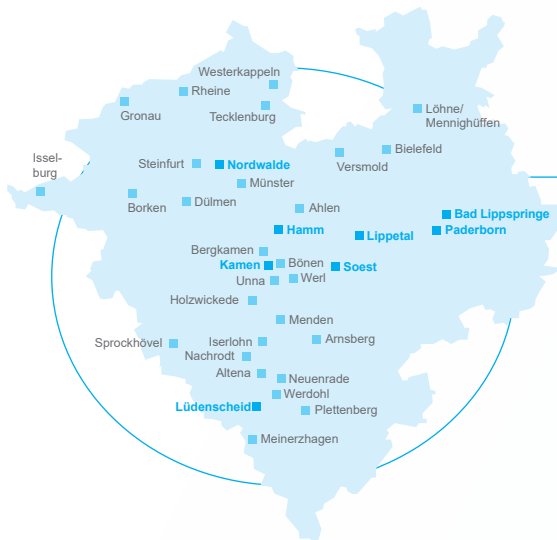 Westerkappeln
Rheine
Gronau
Tecklenburg
Löhne/
Mennighüffen
Issel-
burg
Steinfurt
Nordwalde
Versmold
Bielefeld
Münster
Borken
Dülmen
Ahlen
Bad Lippspringe
Hamm
Lippetal
Paderborn
Bergkamen
Kamen
Bönen
Soest
Unna
Werl
Holzwickede
Menden
Sprockhövel
Iserlohn
Arnsberg
Nachrodt
Altena
Neuenrade
Werdohl
Lüdenscheid
Plettenberg
Meinerzhagen